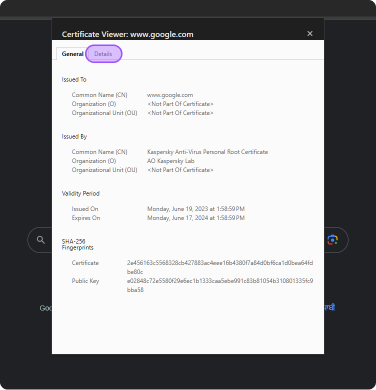 Certificate Viewer: www.google.com
General Details
Issued To
Common Name (CN) www.google.com
Organization (O) <Not Part Of Certificate>
Organizational Unit (OU) <Not Part Of Certificate>
Issued By
Common Name (CN) Kaspersky Anti-Virus Personal Root Certificate
Organization (O) AO Kaspersky Lab
Organizational Unit (OU) <Not Part Of Certificate>
Validity Period
Issued On Monday, June 19, 2023 at 1:58:59 PM
Expires On Monday, June 17, 2024 at 1:58:59 PM
SHA-256
Fingerprints
Certificate
Public Key
bba58
Goo